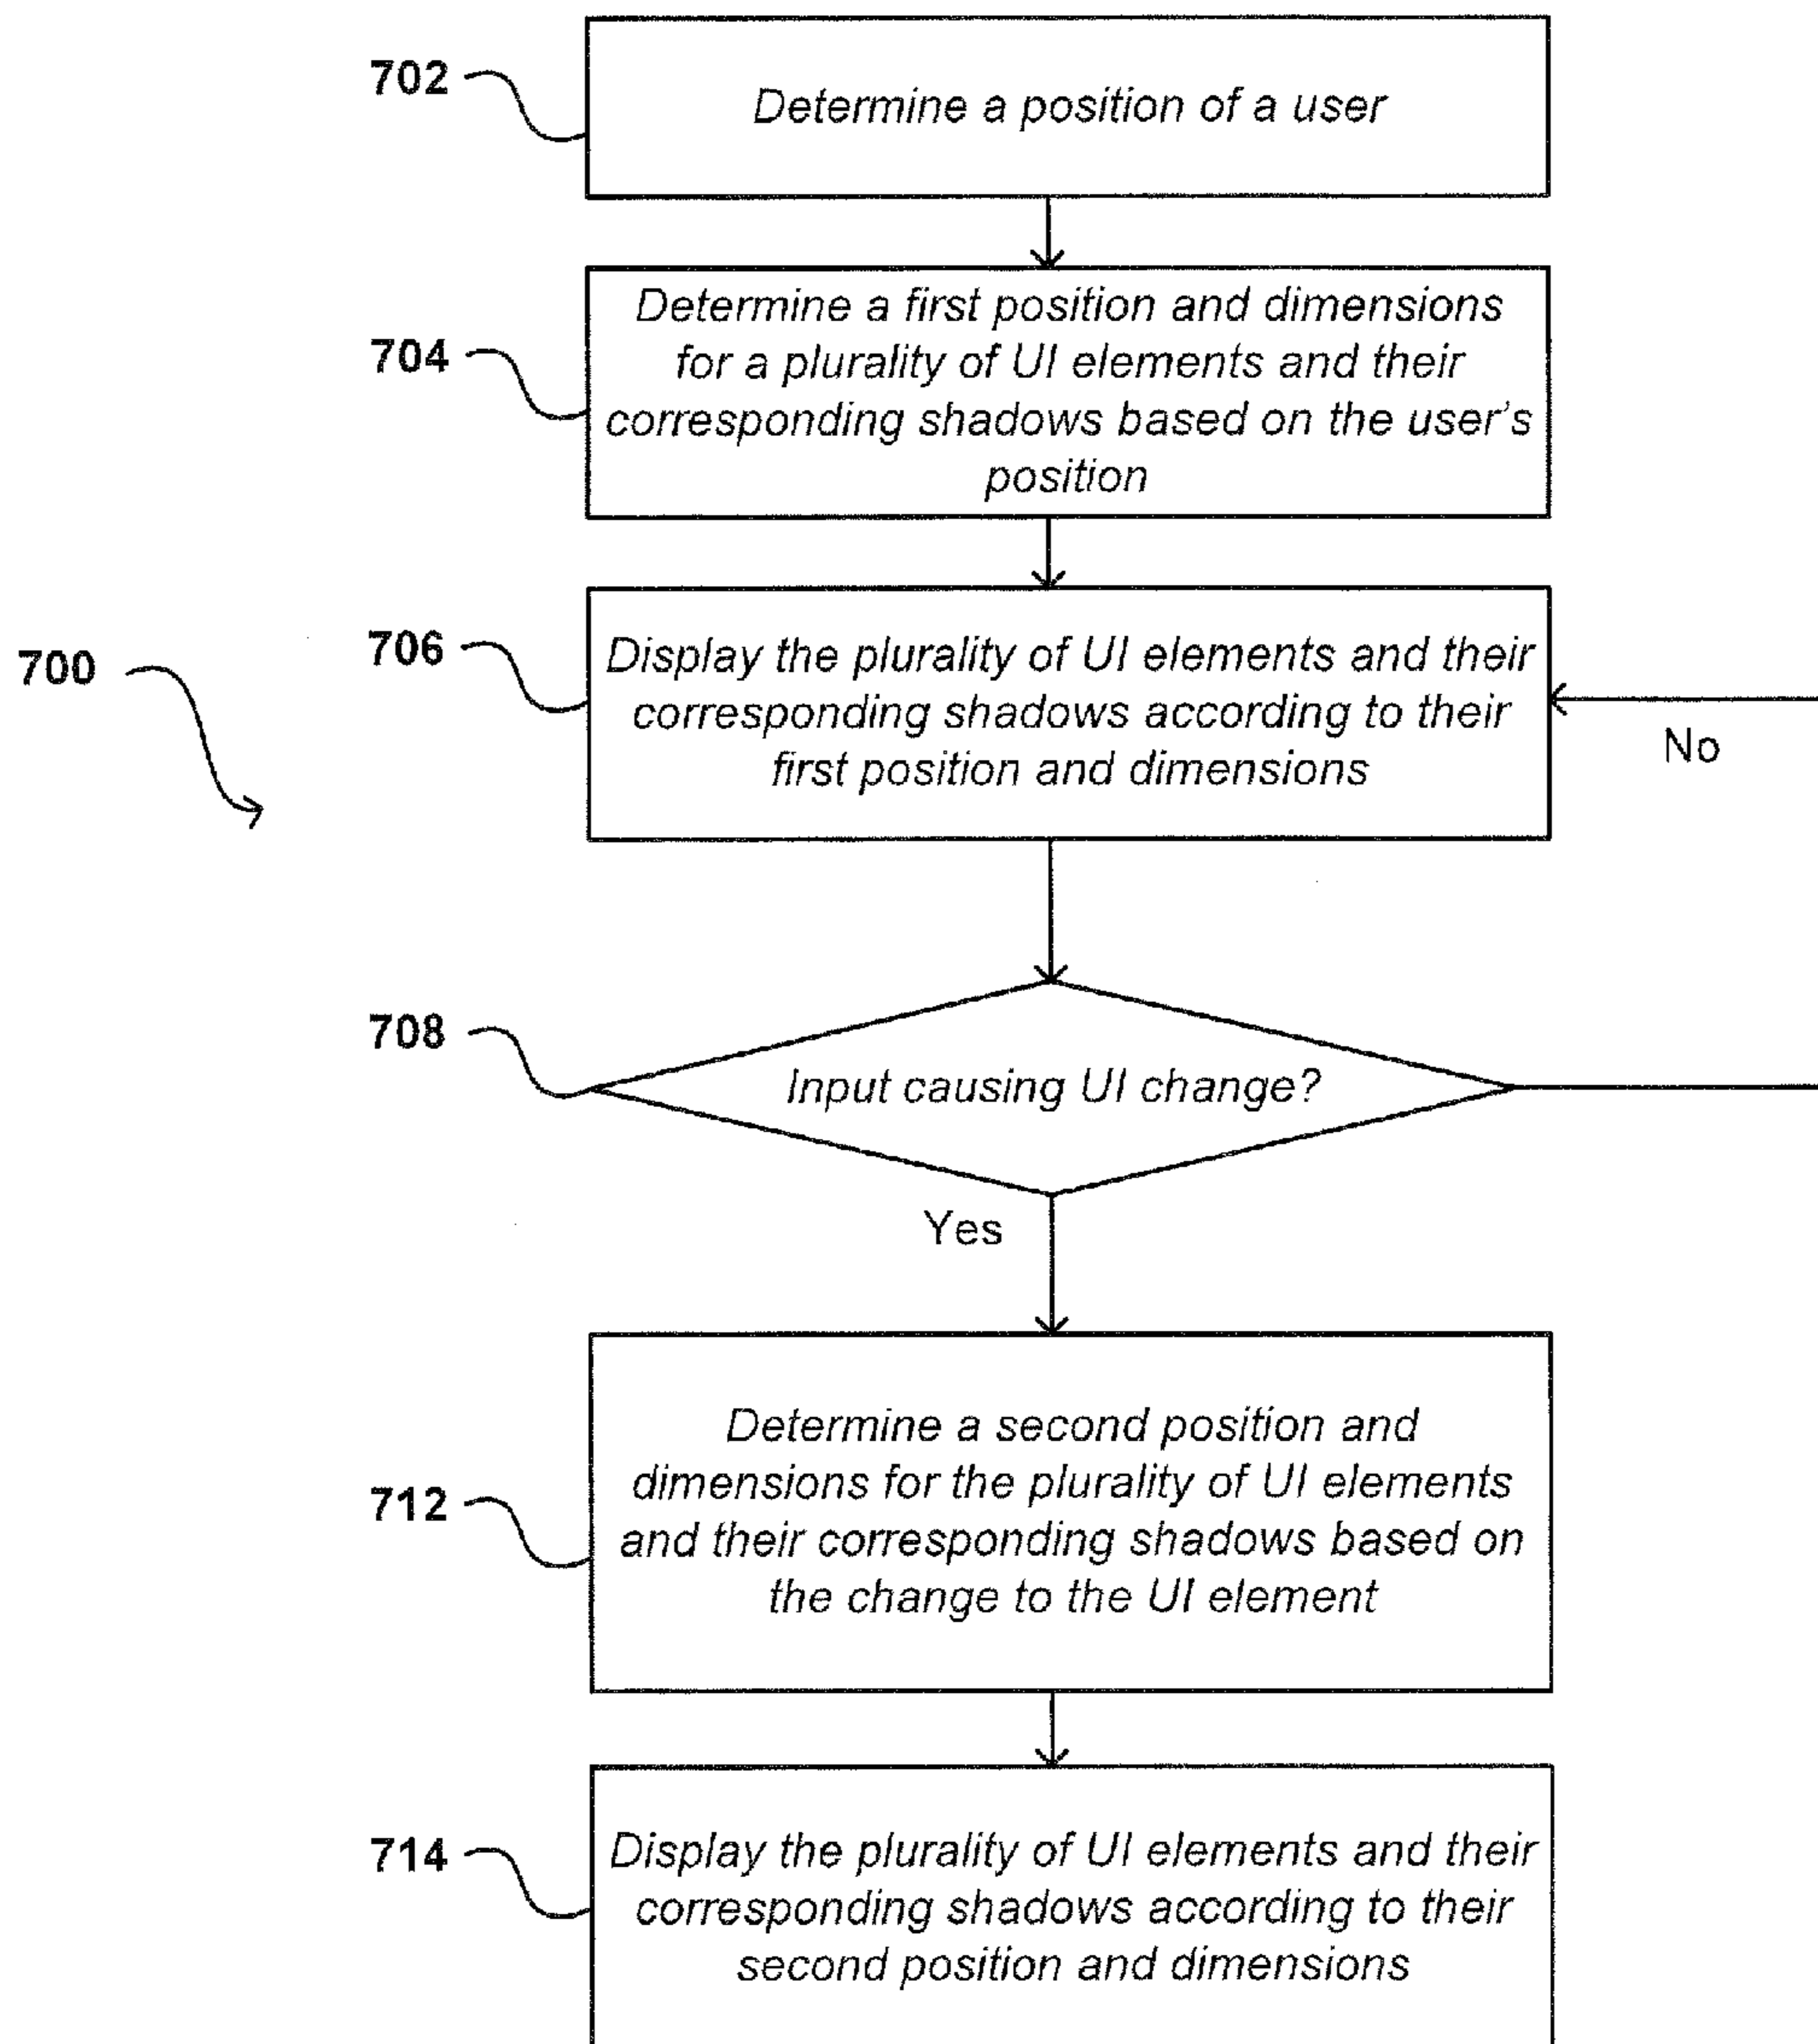 702
Determine a position of a user
704
Determine a first position and dimensions
for a plurality of UI elements and their
corresponding shadows based on the user's
position
700
706
Display the plurality of UI elements and their
corresponding shadows according to their
first position and dimensions
No
708
Input causing UI change?
Yes
712
Determine a second position and
dimensions for the plurality of UI elements
and their corresponding shadows based on
the change to the UI element
714
Display the plurality of UI elements and their
corresponding shadows according to their
second position and dimensions